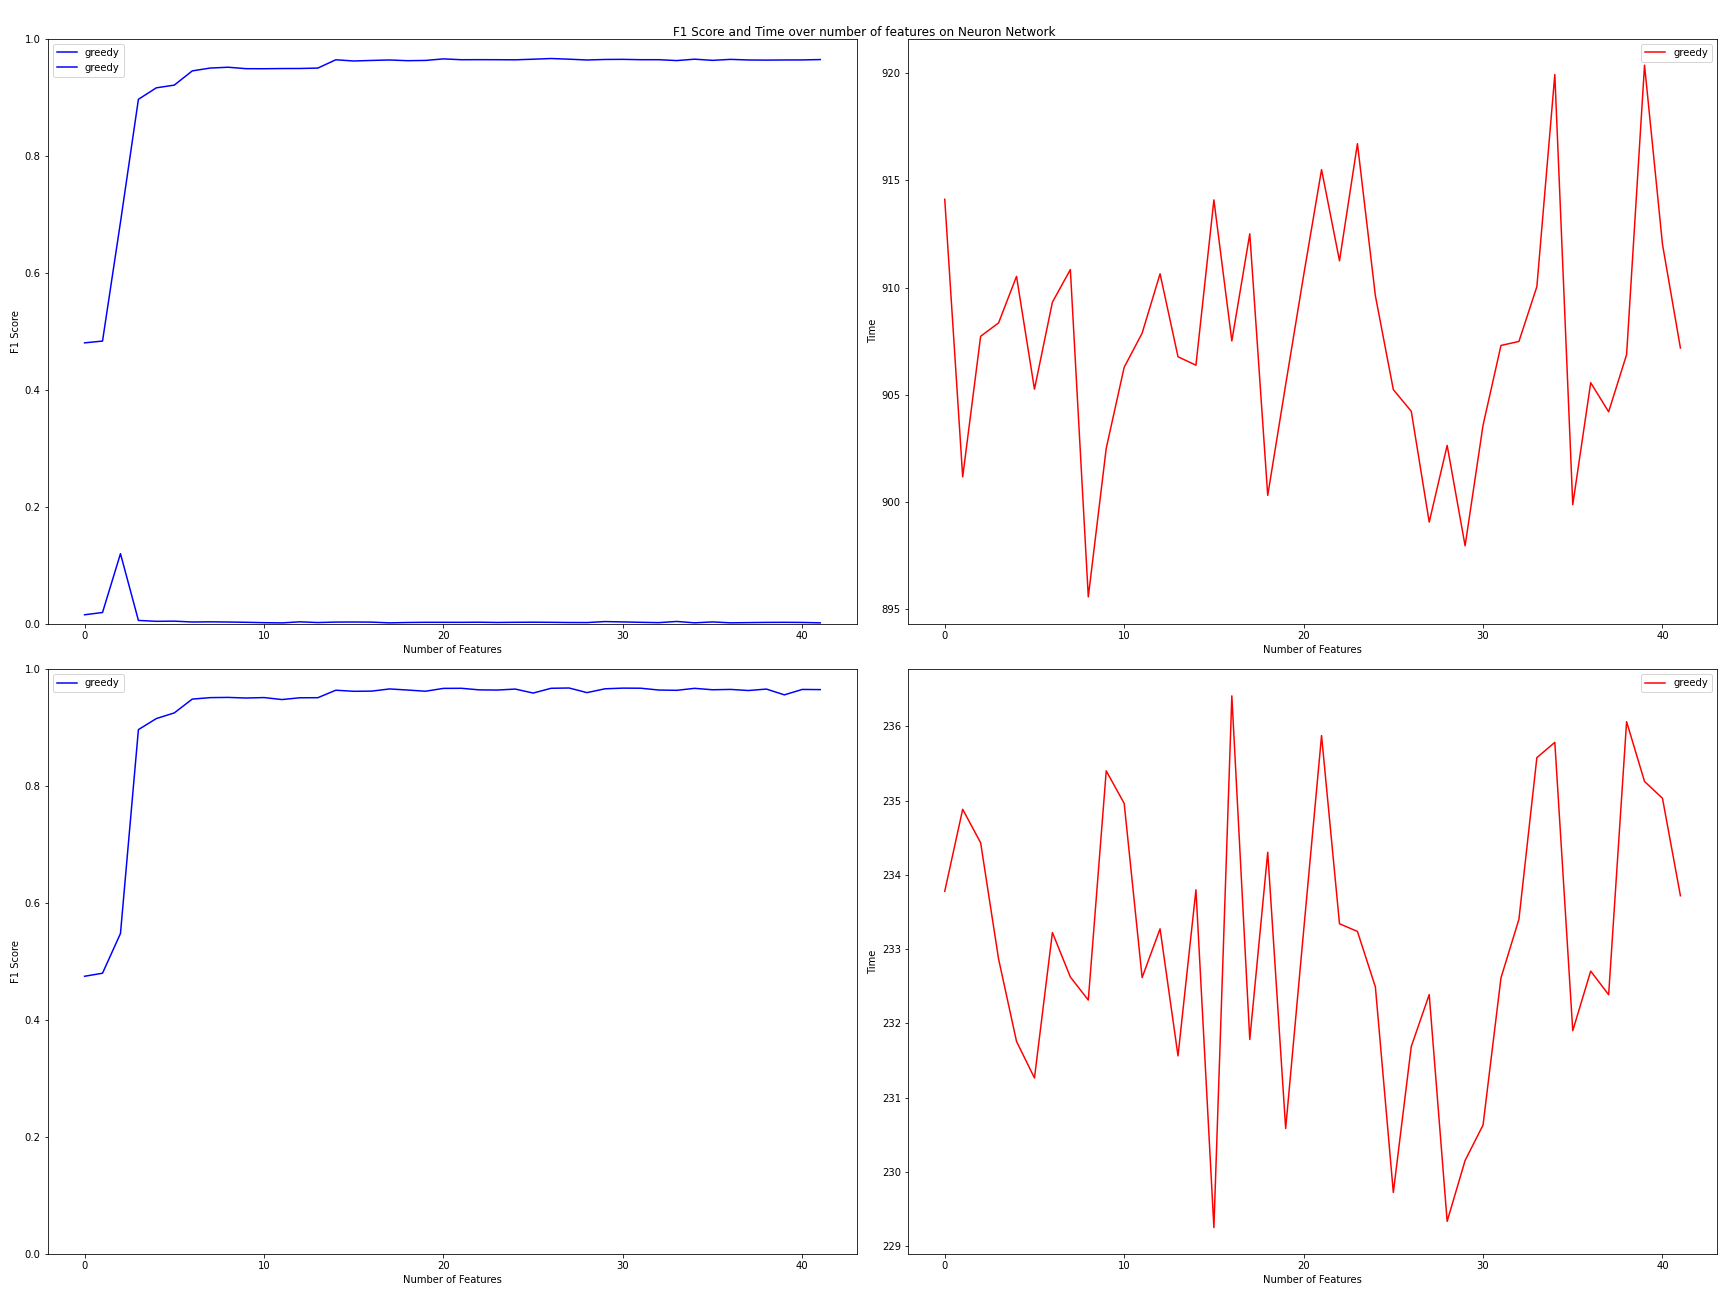 F1 Score and Time over number of features on Neuron Network
greedy
greedy
1.0
0.8
0.6
0.4
0.2
0.0
F1 Score
0 10 20 30 40
Number of Features
greedy
920
915
910
905
900
895
Time
0 10 20 30 40
Number of Features
greedy
1.0
0.8
0.6
0.4
0.2
0.0
F1 Score
0 10 20 30 40
Number of Features
greedy
236
235
234
233
232
231
230
229
Time
0 10 20 30 40
Number of Features